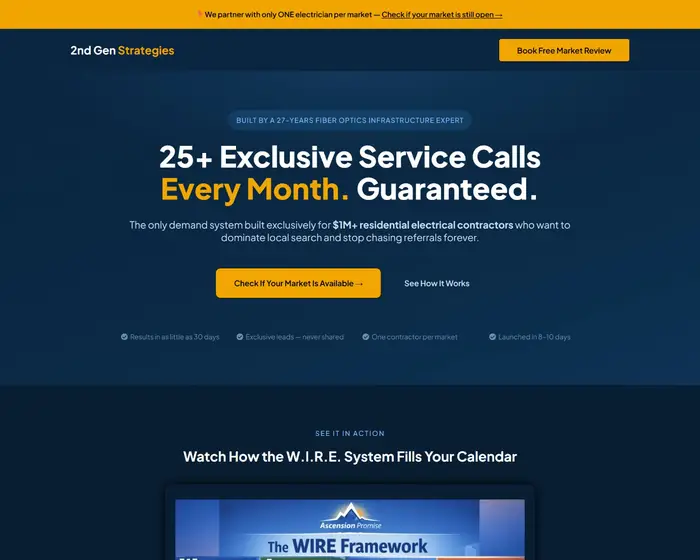 We partner with only ONE electrician per market — Check if your market is still open →
2nd Gen Strategies
Book Free Market Review
BUILT BY A 27-YEARS FIBER OPTICS INFRASTRUCTURE EXPERT
25+ Exclusive Service Calls
Every Month. Guaranteed.
The only demand system built exclusively for $1M+ residential electrical contractors who want to
dominate local search and stop chasing referrals forever.
Check If Your Market Is Available →
See How It Works
Results in as little as 30 days
Exclusive leads — never shared
One contractor per market
Launched in 8-10 days
SEE IT IN ACTION
Watch How the W.I.R.E. System Fills Your Calendar
Ascension Promise
The WIRE Framework